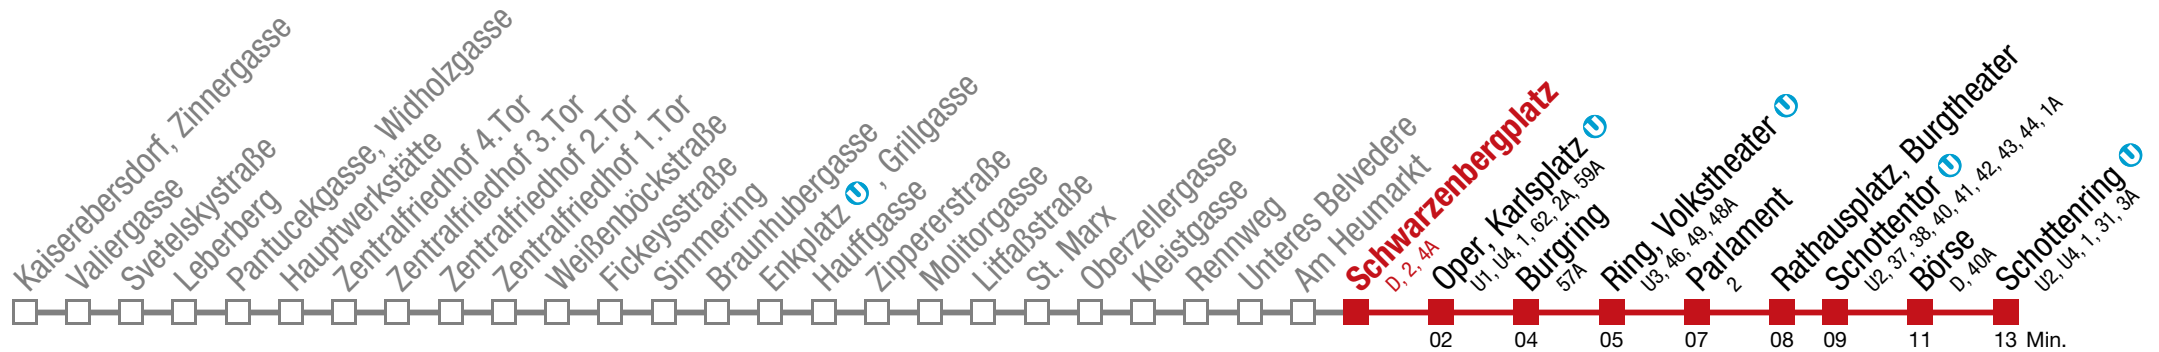 Kaiserebersdorf, Zinnergasse
Valiergasse
Svetelskystraße
Leberberg
Pantucekgasse, Widholzgasse
Hauptwerkstätte
Zentralfriedhof 4.Tor
Zentralfriedhof 3.Tor
Zentralfriedhof 2.Tor
Zentralfriedhof 1.Tor
Weißenböckstraße
Fickeysstraße
Simmering
Braunhubergasse
Enkplatz U, Grillgasse
Hauffgasse
Zippererstraße
Molitorgasse
Litfaßstraße
St. Marx
Oberzellergasse
Kleistgasse
Rennweg
Unteres Belvedere
Am Heumarkt
Schwarzenbergplatz
D, 2, 4A
Oper, Karlsplatz U
U1, U4, 1, 62, 2A, 59A
Burgring
57A
Ring, Volkstheater U
U3, 46, 49, 48A
Parlament
2
Rathausplatz, Burgtheater
Schottentor U
U2, 37, 38, 40, 41, 42, 43, 44, 1A
Börse
D, 40A
Schottenring U
U2, U4, 1, 31, 3A
02 04 05 07 08 09 11 13 Min.